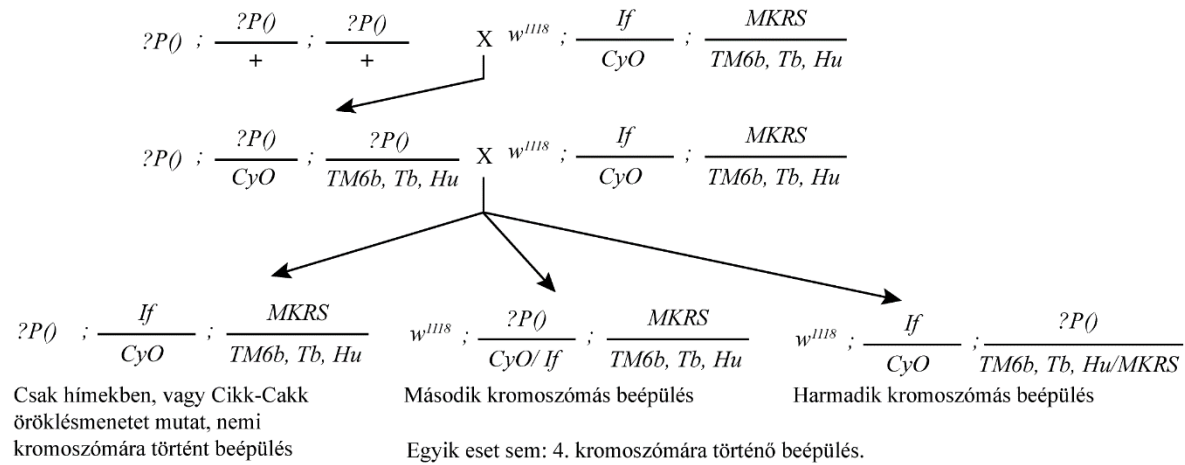 ?P() ; ?P() ; ?P() X w1118 ; If ; MKRS
+ + CyO TM6b, Tb, Hu
?P() ; ?P() ; ?P() X w1118 ; If ; MKRS
CyO TM6b, Tb, Hu CyO TM6b, Tb, Hu
?P() ; If ; MKRS w1118 ; ?P() ; MKRS w1118 ; If ; ?P()
CyO TM6b, Tb, Hu CyO/ If TM6b, Tb, Hu CyO TM6b, Tb, Hu/MKRS
Csak hímekben, vagy Cikk-Cakk
öröklésmenetet mutat, nemi
kromoszómára történt beépülés
Második kromoszómás beépülés
Harmadik kromoszómás beépülés
Egyik eset sem: 4. kromoszómára történő beépülés.